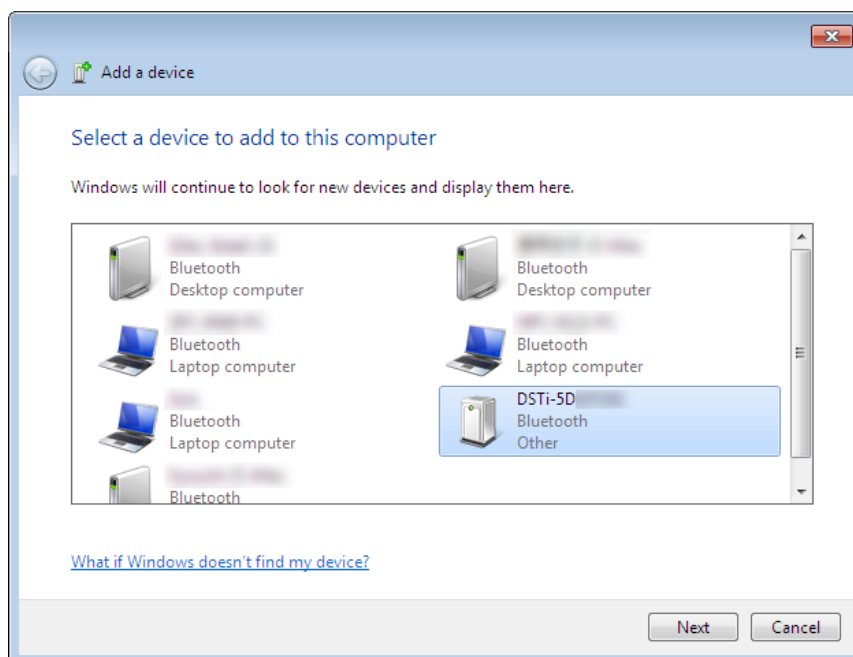 Add a device
Select a device to add to this computer
Windows will continue to look for new devices and display them here.
Bluetooth
Desktop computer
Bluetooth
Desktop computer
Bluetooth
Laptop computer
Bluetooth
Laptop computer
Bluetooth
Laptop computer
DSTi-5D
Bluetooth
Other
Bluetooth
What if Windows doesn't find my device?
Next
Cancel